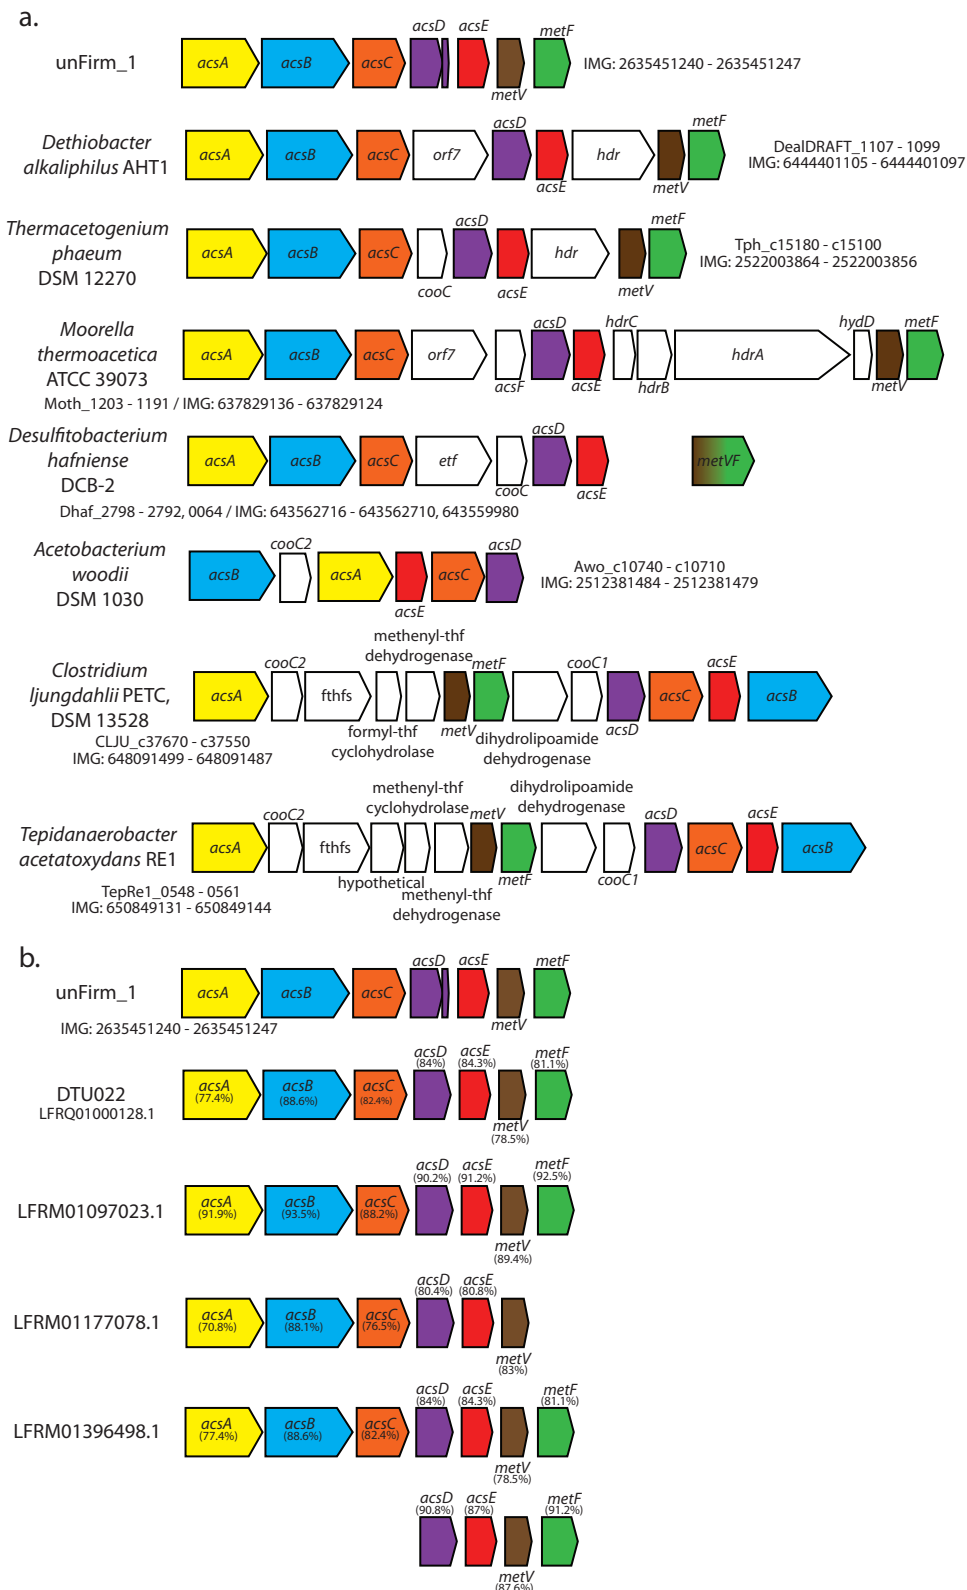 a.
acsD
acsE
metF
unFirm_1
acsA
acsB
acsC
metV
IMG: 2635451240 - 2635451247
Dethiobacter
alkaliphilus AHT1
acsA
acsB
acsC
orf7
acsD
acsE
hdr
metV
metF
DealDRAFT_1107 - 1099
IMG: 6444401105 - 6444401097
Thermacetogenium
phaeum
DSM 12270
acsA
acsB
acsC
cooC
acsD
acsE
hdr
metV
metF
Tph_c15180 - c15100
IMG: 2522003864 - 2522003856
Moorella
thermoacetica
ATCC 39073
acsA
acsB
acsC
orf7
acsF
acsD
acsE
hdrC
hdrB
hdrA
hydD
metV
metF
Moth_1203 - 1191 / IMG: 637829136 - 637829124
Desulfitobacterium
hafniense
DCB-2
acsA
acsB
acsC
etf
cooC
acsD
acsE
metVF
Dhaf_2798 - 2792, 0064 / IMG: 643562716 - 643562710, 643559980
Acetobacterium
woodii
DSM 1030
acsB
cooC2
acsA
acsE
acsC
acsD
Awo_c10740 - c10710
IMG: 2512381484 - 2512381479
Clostridium
ljungdahlii PETC,
DSM 13528
acsA
cooC2
fthfs
formyl-thf
cyclohydrolase
methenyl-thf
dehydrogenase
metV
metF
dihydrolipoamide
dehydrogenase
cooC1
acsD
acsC
acsE
acsB
CLJU_c37670 - c37550
IMG: 648091499 - 648091487
Tepidanaerobacter
acetatoxydans RE1
acsA
cooC2
fthfs
hypothetical
methenyl-thf
cyclohydrolase
methenyl-thf
dehydrogenase
metV
metF
dihydrolipoamide
dehydrogenase
cooC1
acsD
acsC
acsE
acsB
TepRe1_0548 - 0561
IMG: 650849131 - 650849144
b.
unFirm_1
acsA
acsB
acsC
acsD
acsE
metV
metF
IMG: 2635451240 - 2635451247
DTU022
LFRQ01000128.1
acsA
(77.4%)
acsB
(88.6%)
acsC
(82.4%)
acsD
(84%)
acsE
(84.3%)
metV
(78.5%)
metF
(81.1%)
LFRM01097023.1
acsA
(91.9%)
acsB
(93.5%)
acsC
(88.2%)
acsD
(90.2%)
acsE
(91.2%)
metV
(89.4%)
metF
(92.5%)
LFRM01177078.1
acsA
(70.8%)
acsB
(88.1%)
acsC
(76.5%)
acsD
(80.4%)
acsE
(80.8%)
metV
(83%)
LFRM01396498.1
acsA
(77.4%)
acsB
(88.6%)
acsC
(82.4%)
acsD
(84%)
acsE
(84.3%)
metV
(78.5%)
metF
(81.1%)
acsD
(90.8%)
acsE
(87%)
metV
(87.6%)
metF
(91.2%)